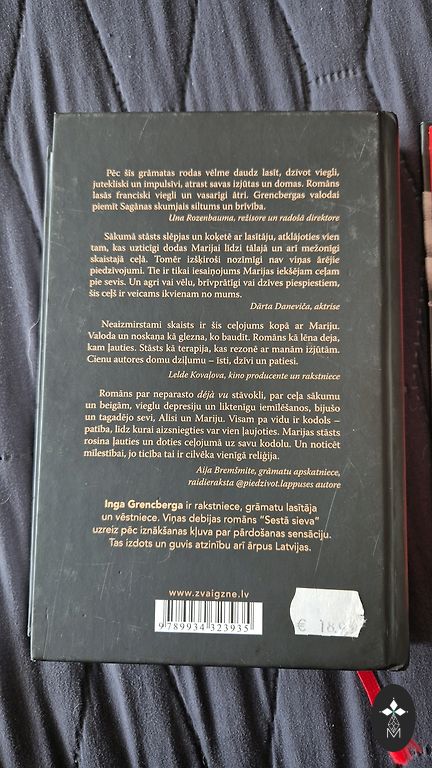 Pēc šīs grāmatas rodas vēlme daudz lasīt, dzīvot viegli,
jutekliski un impulsīvi, atrast savas izjūtas un domas. Romāns
lasās franciski viegli un vasarīgi ātri. Grencbergas valodai
piemīt Sagānas skumjais siltums un brīvība.
Una Rozenbauma, režisore un radošā direktore
Sākumā stāsts slēpjas un koķetē ar lasītāju, atklājoties vien
tam, kas uzticīgi dodas Marijai līdzi tālajā un arī mežonīgi
skaistajā ceļā. Tomēr izšķiroši nozīmīgi nav viņas ārējie
piedzīvojumi. Tie ir tikai iesaiņojums Marijas iekšējam ceļam
pie sevis. Un agri vai vēlu, brīvprātīgi vai dzīves piespiestiem,
šis ceļš ir veicams ikvienam no mums.
Dārta Daneviča, aktrise
Neaizmirstami skaists ir šis ceļojums kopā ar Mariju.
Valoda un noskaņa kā glezna, ko baudīt. Romāns kā lēna deja,
kam ļauties. Stāsts kā terapija, kas rezonē ar manām izjūtām.
Cienu autores domu dziļumu – īsti, dzīvi un patiesi.
Lelde Kovaļova, kino producente un rakstniece
Romāns par neparasto déjà vu stāvokli, par ceļa sākumu
un beigām, vieglu depresiju un liktenīgu iemīlēšanos, bijušo
un tagadējo sevi, Alisi un Mariju. Visam pa vidu ir kodols –
patība, līdz kurai aizsniegties var vien ļaujoties. Marijas stāsts
rosina ļauties un doties ceļojumā uz savu kodolu. Un noticēt
mīlestībai, jo ticība tai ir cilvēka vienīgā reliģija.
Aija Bremšmite, grāmatu apskatniece,
raidieraksta @piedzivot.lappuses autore
Inga Grencberga ir rakstniece, grāmatu lasītāja
un vēstniece. Viņas debijas romāns "Sestā sieva"
uzreiz pēc iznākšanas kļuva par pārdošanas sensāciju.
Tas izdots un guvis atzinību arī ārpus Latvijas.
www.zvaigzne.lv
9 789934 323935
€ 18.
M